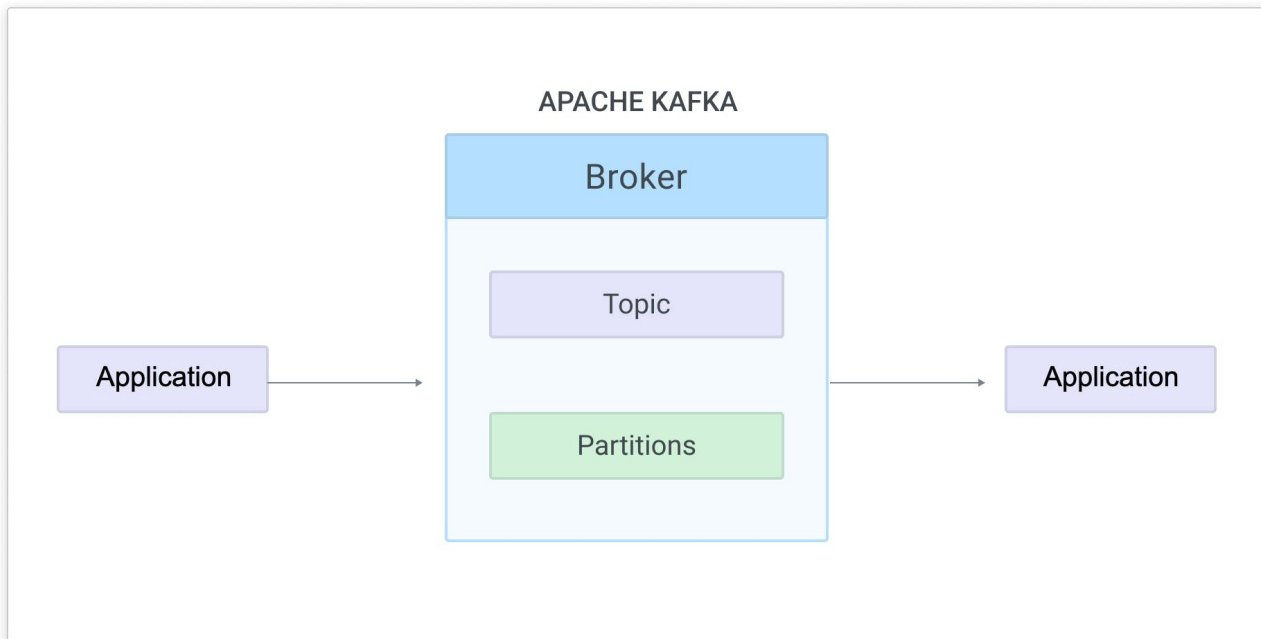 APACHE KAFKA
Broker
Topic
Application
Application
Partitions